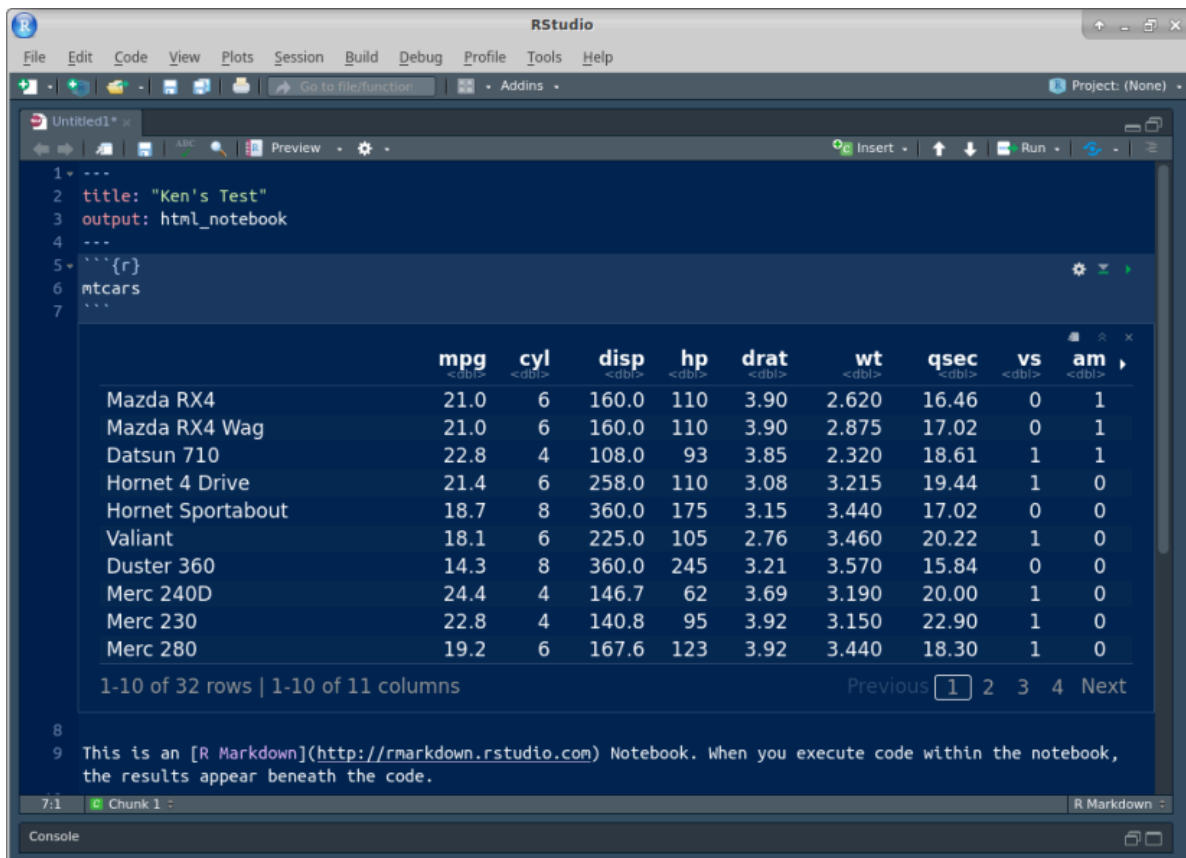 RStudio
File Edit Code View Plots Session Build Debug Profile Tools Help
Go to file/function Addins Project: (None)
Untitled1*
ABC Preview Insert Run
1 ---
2 title: "Ken's Test"
3 output: html_notebook
4 ---
5 ```{r}
6 mtcars
7 ```
mpg cyl disp hp drat wt qsec vs am
<dbl> <dbl> <dbl> <dbl> <dbl> <dbl> <dbl> <dbl> <dbl>
Mazda RX4 21.0 6 160.0 110 3.90 2.620 16.46 0 1
Mazda RX4 Wag 21.0 6 160.0 110 3.90 2.875 17.02 0 1
Datsun 710 22.8 4 108.0 93 3.85 2.320 18.61 1 1
Hornet 4 Drive 21.4 6 258.0 110 3.08 3.215 19.44 1 0
Hornet Sportabout 18.7 8 360.0 175 3.15 3.440 17.02 0 0
Valiant 18.1 6 225.0 105 2.76 3.460 20.22 1 0
Duster 360 14.3 8 360.0 245 3.21 3.570 15.84 0 0
Merc 240D 24.4 4 146.7 62 3.69 3.190 20.00 1 0
Merc 230 22.8 4 140.8 95 3.92 3.150 22.90 1 0
Merc 280 19.2 6 167.6 123 3.92 3.440 18.30 1 0
1-10 of 32 rows | 1-10 of 11 columns Previous 1 2 3 4 Next
8
9 This is an [R Markdown](http://rmarkdown.rstudio.com) Notebook. When you execute code within the notebook,
the results appear beneath the code.
7:1 Chunk 1 R Markdown
Console